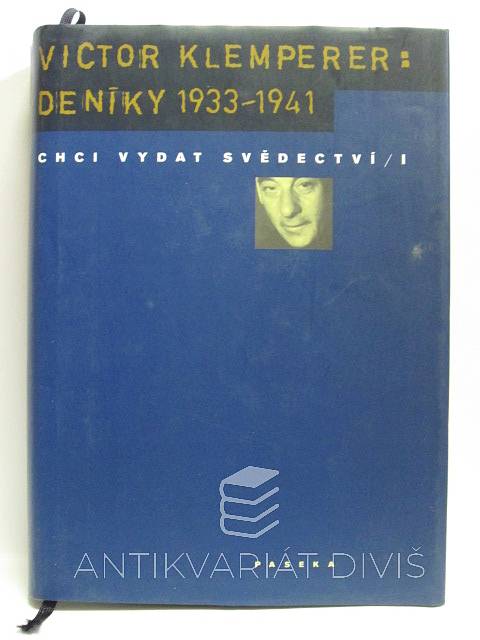 VICTOR KLEMPERER:
DENÍKY 1933–1941
CHCI VYDAT SVĚDECTVÍ/I
PASEKA
ANTIKVARIÁT DIVIŠ